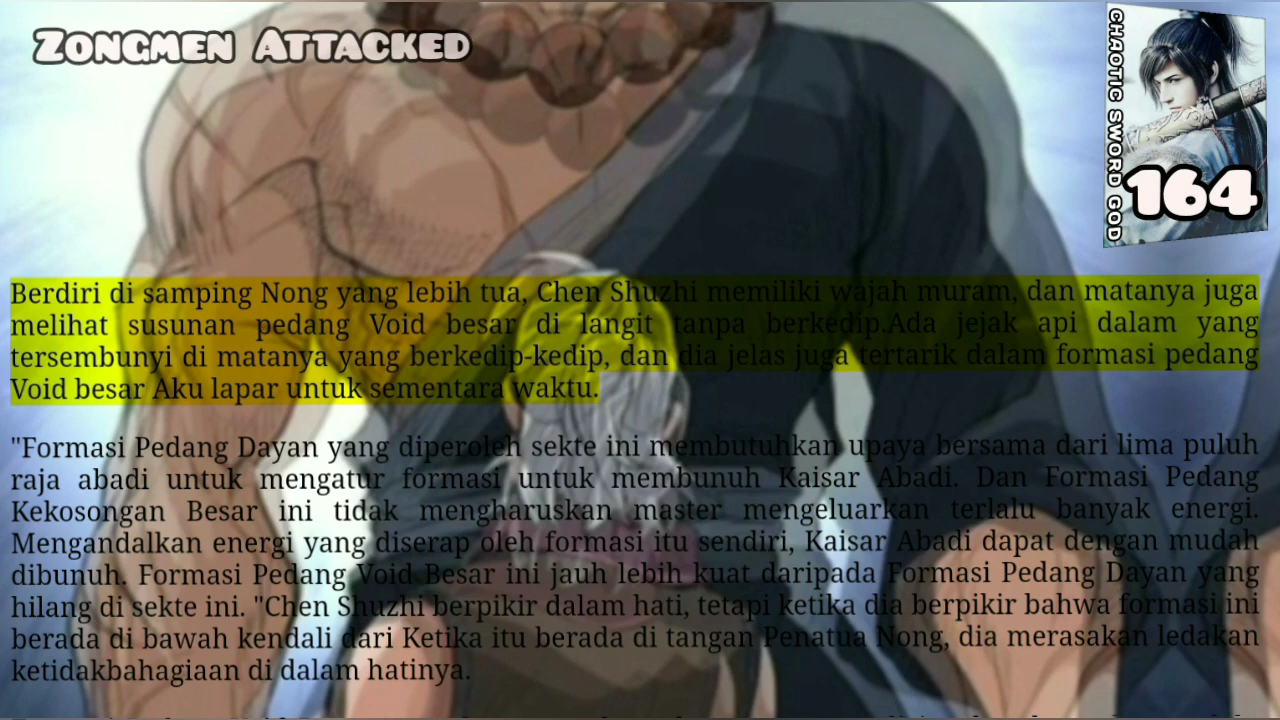 Zongmen Attacked
CHAOTIC SWORD GOD
164
Berdiri di samping Nong yang lebih tua, Chen Shuzhi memiliki wajah muram, dan matanya juga
melihat susunan pedang Void besar di langit tanpa berkedip.Ada jejak api dalam yang
tersembunyi di matanya yang berkedip-kedip, dan dia jelas juga tertarik dalam formasi pedang
Void besar Aku lapar untuk sementara waktu.
"Formasi Pedang Dayan yang diperoleh sekte ini membutuhkan upaya bersama dari lima puluh
raja abadi untuk mengatur formasi untuk membunuh Kaisar Abadi. Dan Formasi Pedang
Kekosongan Besar ini tidak mengharuskan master mengeluarkan terlalu banyak energi.
Mengandalkan energi yang diserap oleh formasi itu sendiri, Kaisar Abadi dapat dengan mudah
dibunuh. Formasi Pedang Void Besar ini jauh lebih kuat daripada Formasi Pedang Dayan yang
hilang di sekte ini. "Chen Shuzhi berpikir dalam hati, tetapi ketika dia berpikir bahwa formasi ini
berada di bawah kendali dari Ketika itu berada di tangan Penatua Nong, dia merasakan ledakan
ketidakbahagiaan di dalam hatinya.